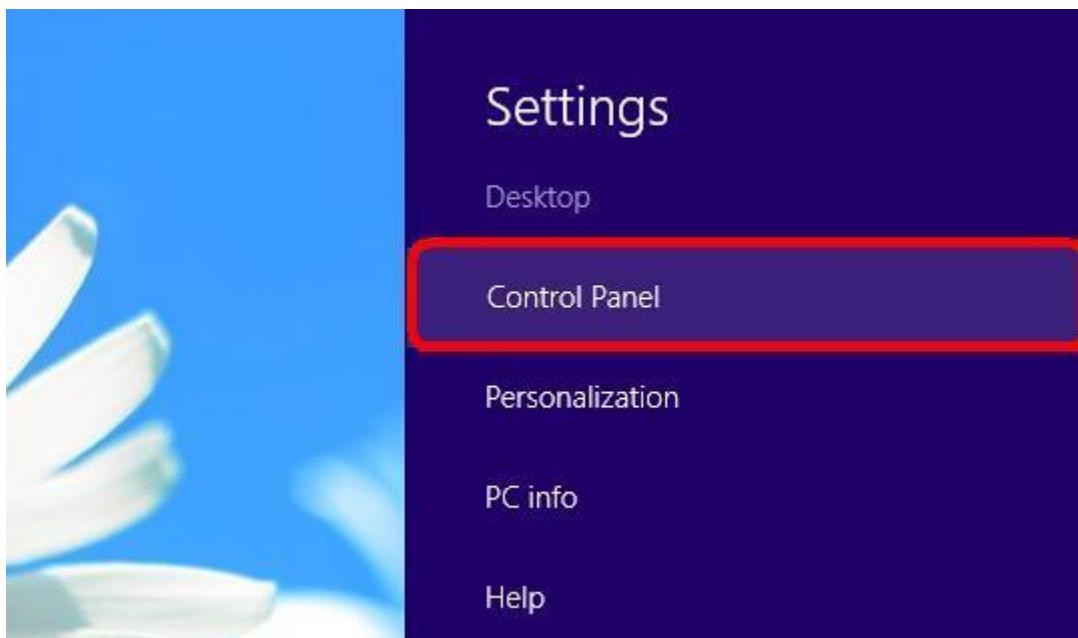 Settings
Desktop
Control Panel
Personalization
PC info
Help